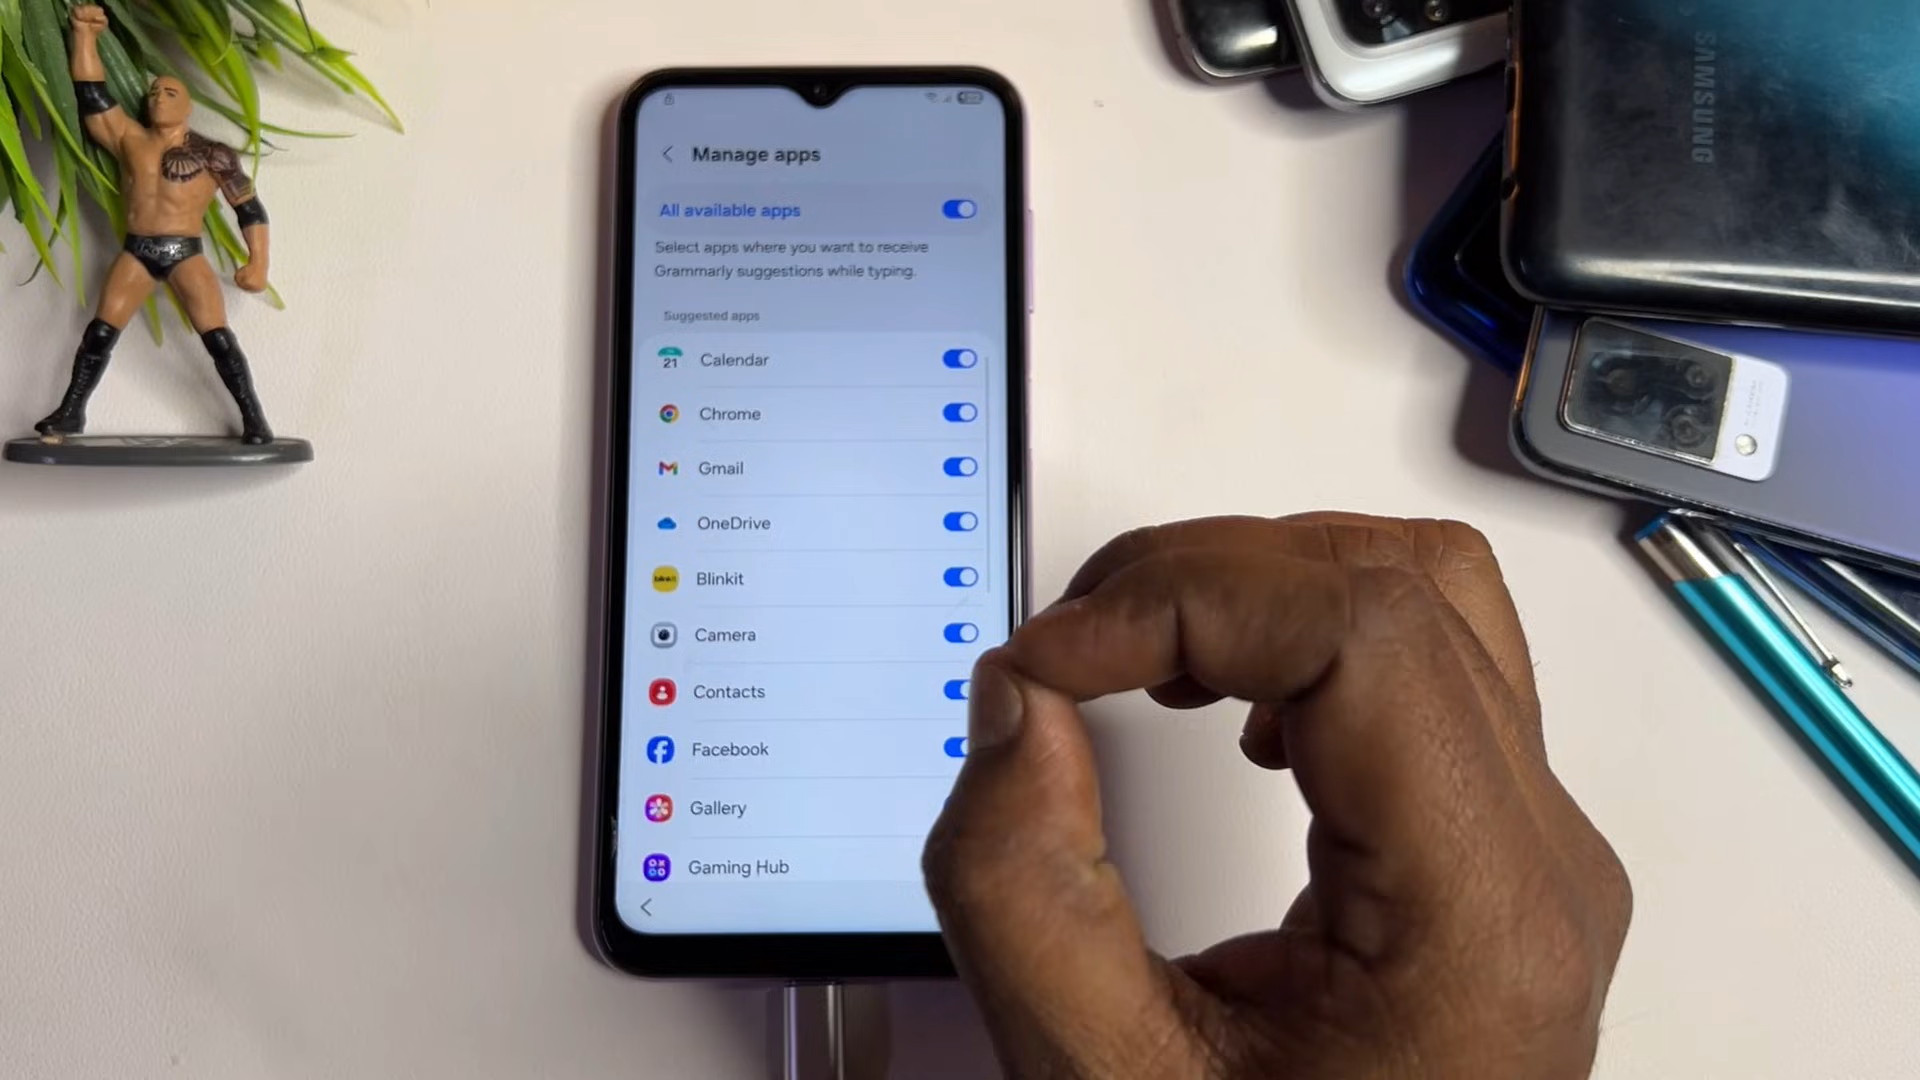 Manage apps
All available apps
Select apps where you want to receive
Grammarly suggestions while typing.
Suggested apps
21
Calendar
Chrome
Gmail
OneDrive
blinkit
Blinkit
Camera
Contacts
Facebook
Gallery
Gaming Hub
SAMSUNG